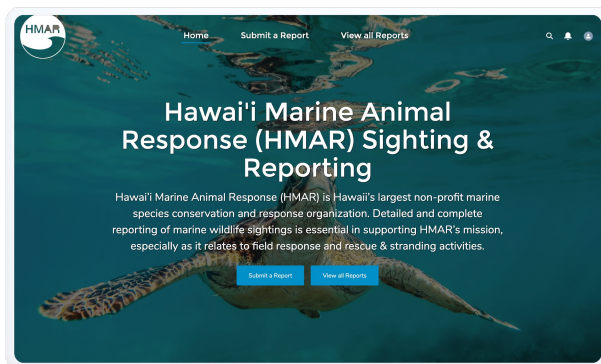 HMAR
Home Submit a Report View all Reports
Hawai'i Marine Animal
Response (HMAR) Sighting &
Reporting
Hawai'i Marine Animal Response (HMAR) is Hawaii's largest non-profit marine
species conservation and response organization. Detailed and complete
reporting of marine wildlife sightings is essential in supporting HMAR's mission,
especially as it relates to field response and rescue & stranding activities.
Submit a Report View all Reports